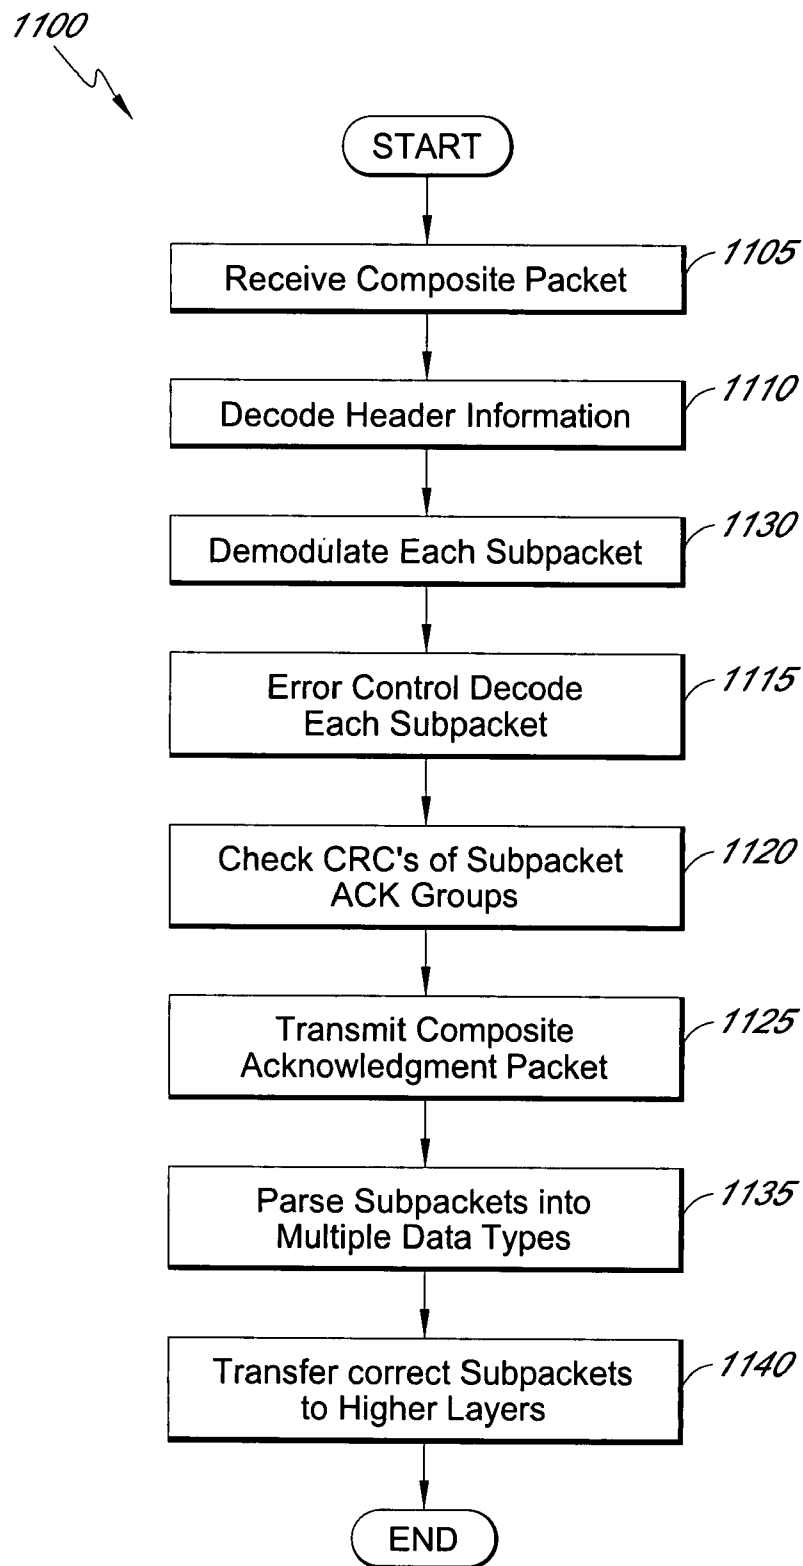 1100
START
Receive Composite Packet
1105
Decode Header Information
1110
Demodulate Each Subpacket
1130
Error Control Decode
Each Subpacket
1115
Check CRC's of Subpacket
ACK Groups
1120
Transmit Composite
Acknowledgment Packet
1125
Parse Subpackets into
Multiple Data Types
1135
Transfer correct Subpackets
to Higher Layers
1140
END